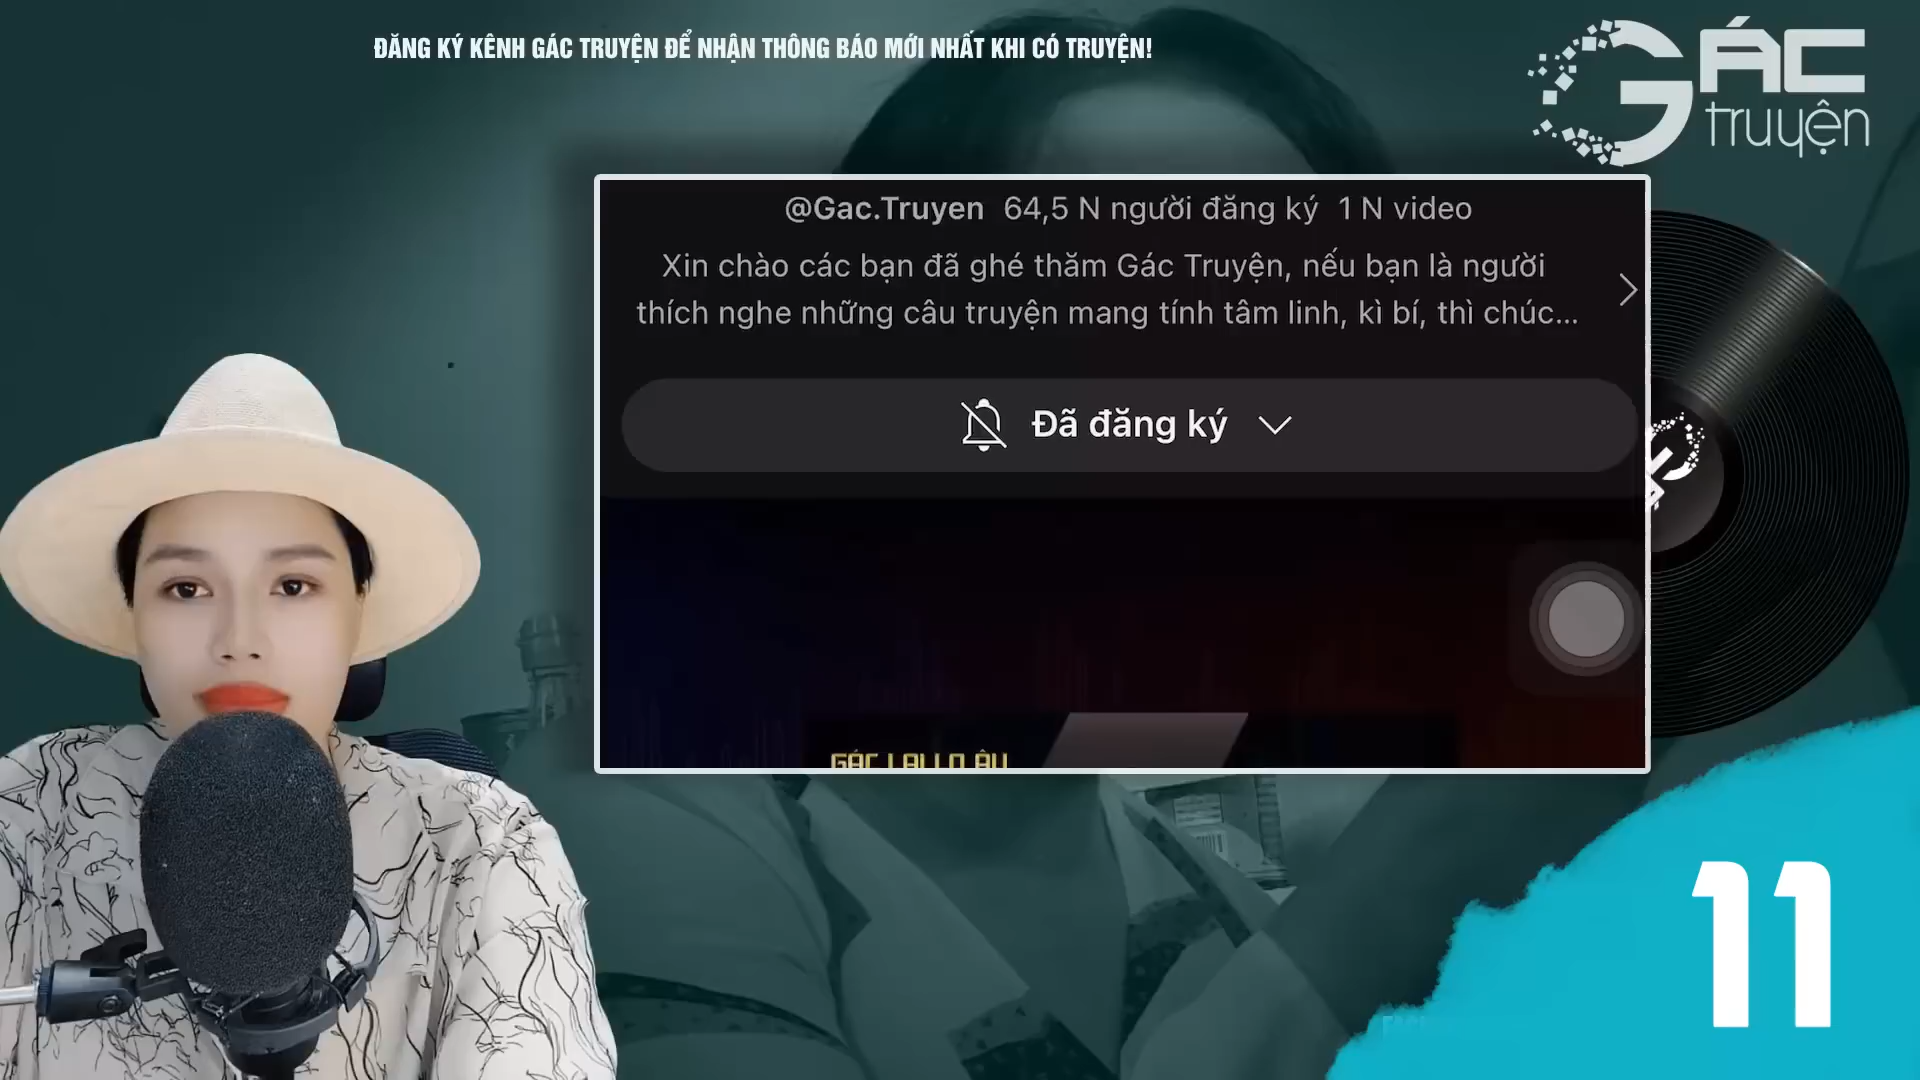 ĐĂNG KÝ KÊNH GÁC TRUYỆN ĐỂ NHẬN THÔNG BÁO MỚI NHẤT KHI CÓ TRUYỆN!
GÁC
truyện
@Gac.Truyen 64,5 N người đăng ký 1 N video
Xin chào các bạn đã ghé thăm Gác Truyện, nếu bạn là người
thích nghe những câu truyện mang tính tâm linh, kì bí, thì chúc...
Đã đăng ký
11